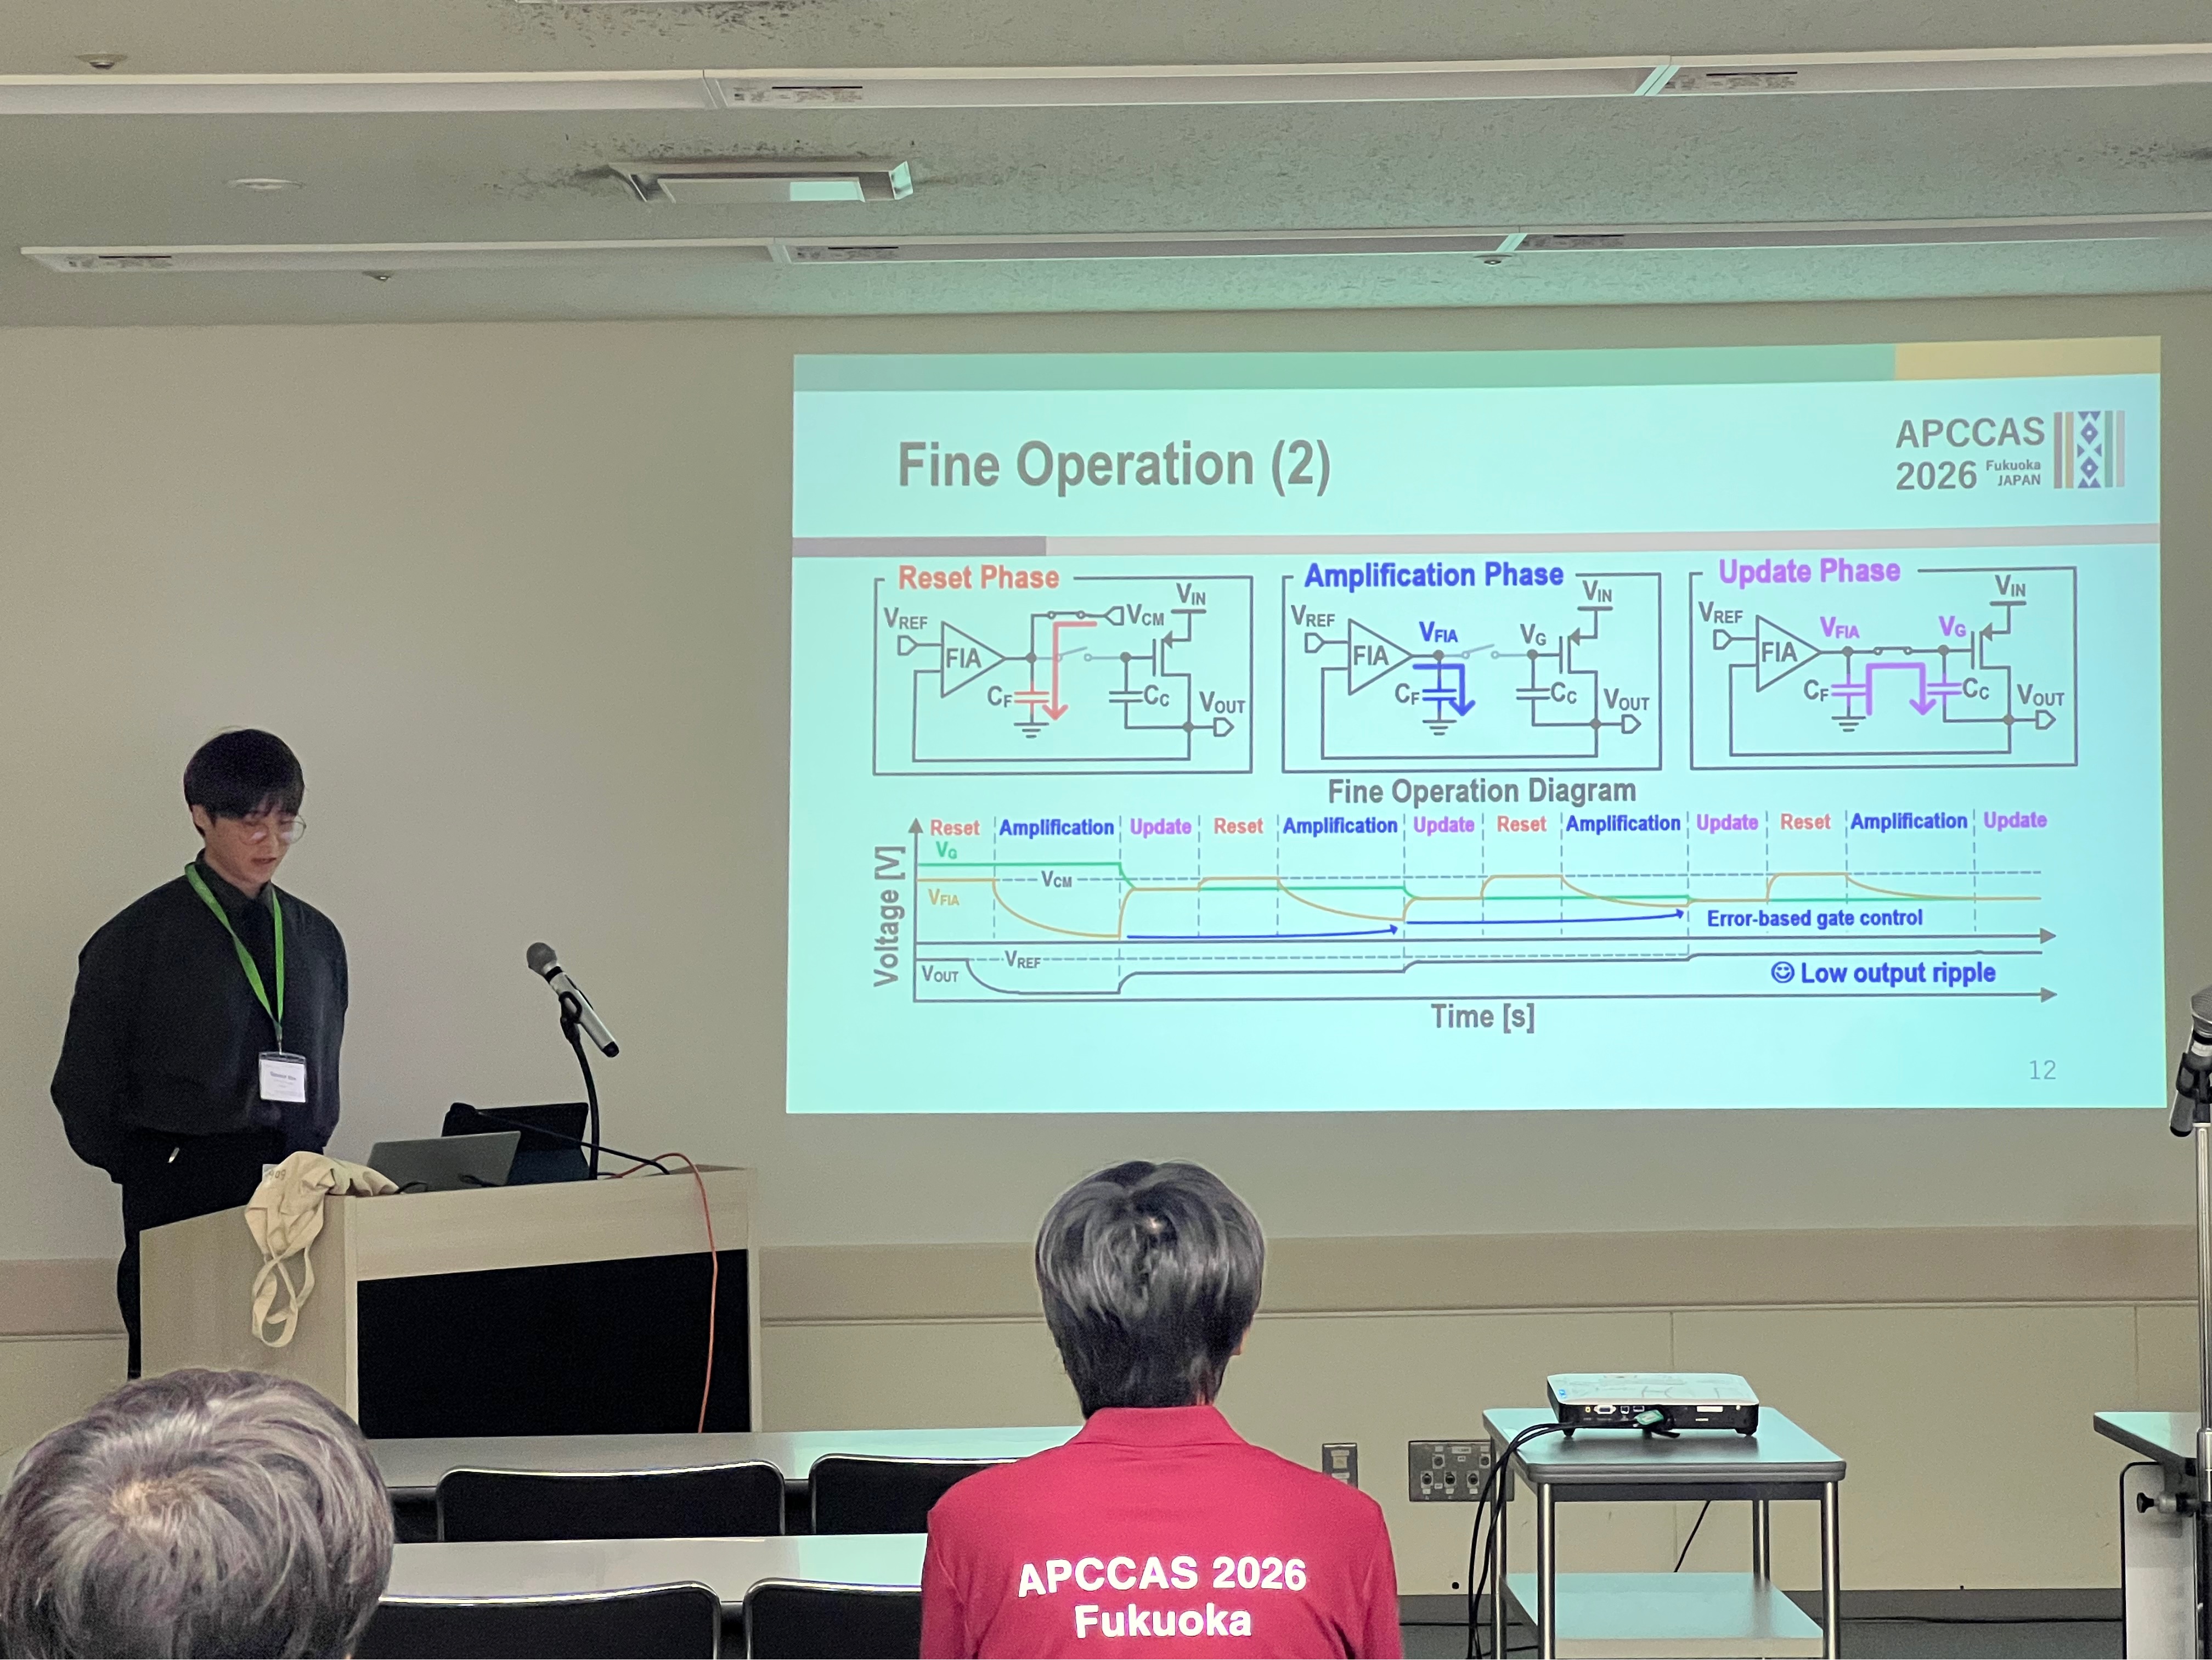 Fine Operation (2)
APCCAS
2026 Fukuoka
JAPAN
Reset Phase
VREF
FIA
CF
VCM
VIN
CC
VOUT
Amplification Phase
VREF
FIA
VFIA
CF
VG
VIN
CC
VOUT
Update Phase
VREF
FIA
VFIA
CF
VG
VIN
CC
VOUT
Fine Operation Diagram
Reset Amplification Update Reset Amplification Update Reset Amplification Update Reset Amplification Update
VG
VCM
VFIA
Error-based gate control
VREF
VOUT
Low output ripple
Voltage [V]
Time [s]
12
APCCAS 2026
Fukuoka